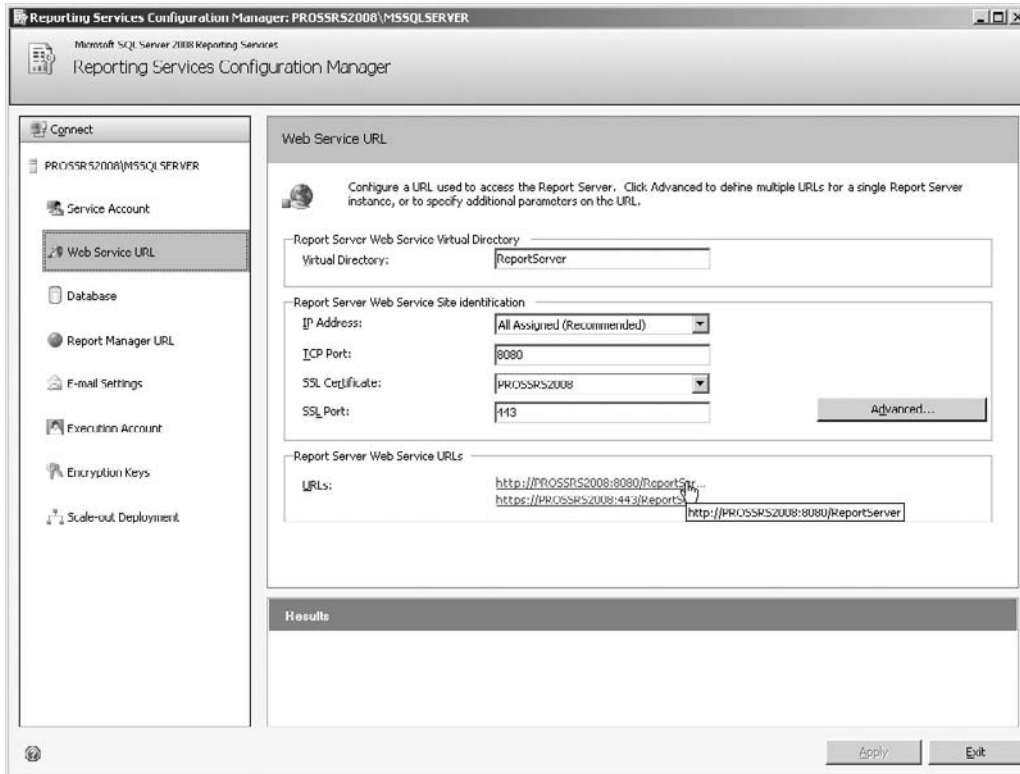 Reporting Services Configuration Manager: PROSSRS2008\MSSQLSERVER
Microsoft SQL Server 2008 Reporting Services
Reporting Services Configuration Manager
Connect
PROSSRS2008\MSSQLSERVER
Service Account
Web Service URL
Database
Report Manager URL
E-mail Settings
Execution Account
Encryption Keys
Scale-out Deployment
Web Service URL
Configure a URL used to access the Report Server. Click Advanced to define multiple URLs for a single Report Server
instance, or to specify additional parameters on the URL.
Report Server Web Service Virtual Directory
Virtual Directory: ReportServer
Report Server Web Service Site identification
IP Address: All Assigned (Recommended)
TCP Port: 8080
SSL Certificate: PROSSRS2008
SSL Port: 443
Advanced...
Report Server Web Service URLs
URLs: http://PROSSRS2008:8080/ReportSer...
https://PROSSRS2008:443/ReportS
http://PROSSRS2008:8080/ReportServer
Results
Apply
Exit